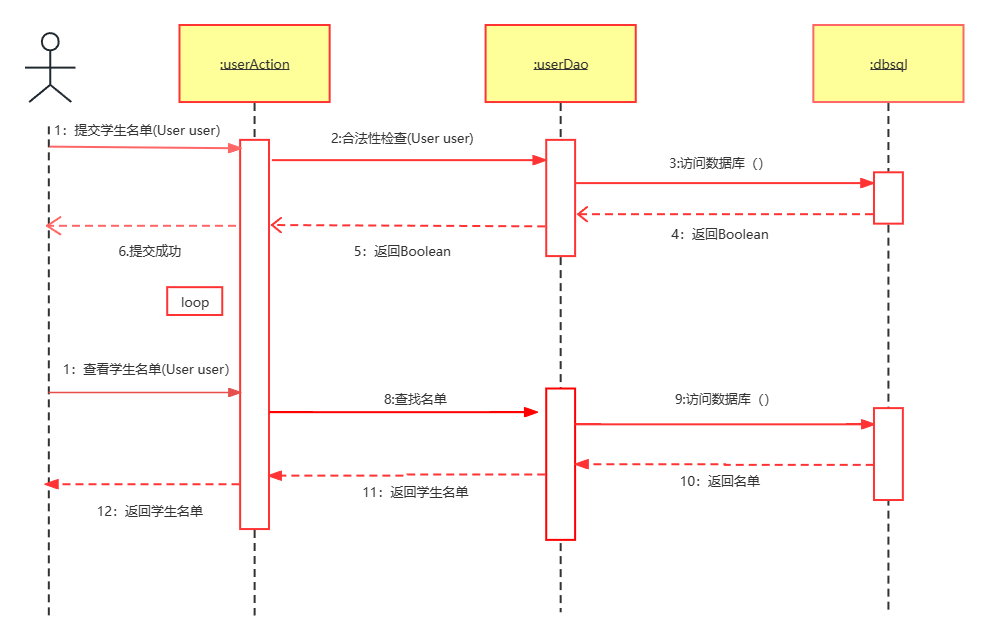 :userAction
:userDao
:dbsql
1：提交学生名单(User user)
2:合法性检查(User user)
3:访问数据库（）
4：返回Boolean
5：返回Boolean
6.提交成功
loop
1：查看学生名单(User user)
8:查找名单
9:访问数据库（）
10：返回名单
11：返回学生名单
12：返回学生名单